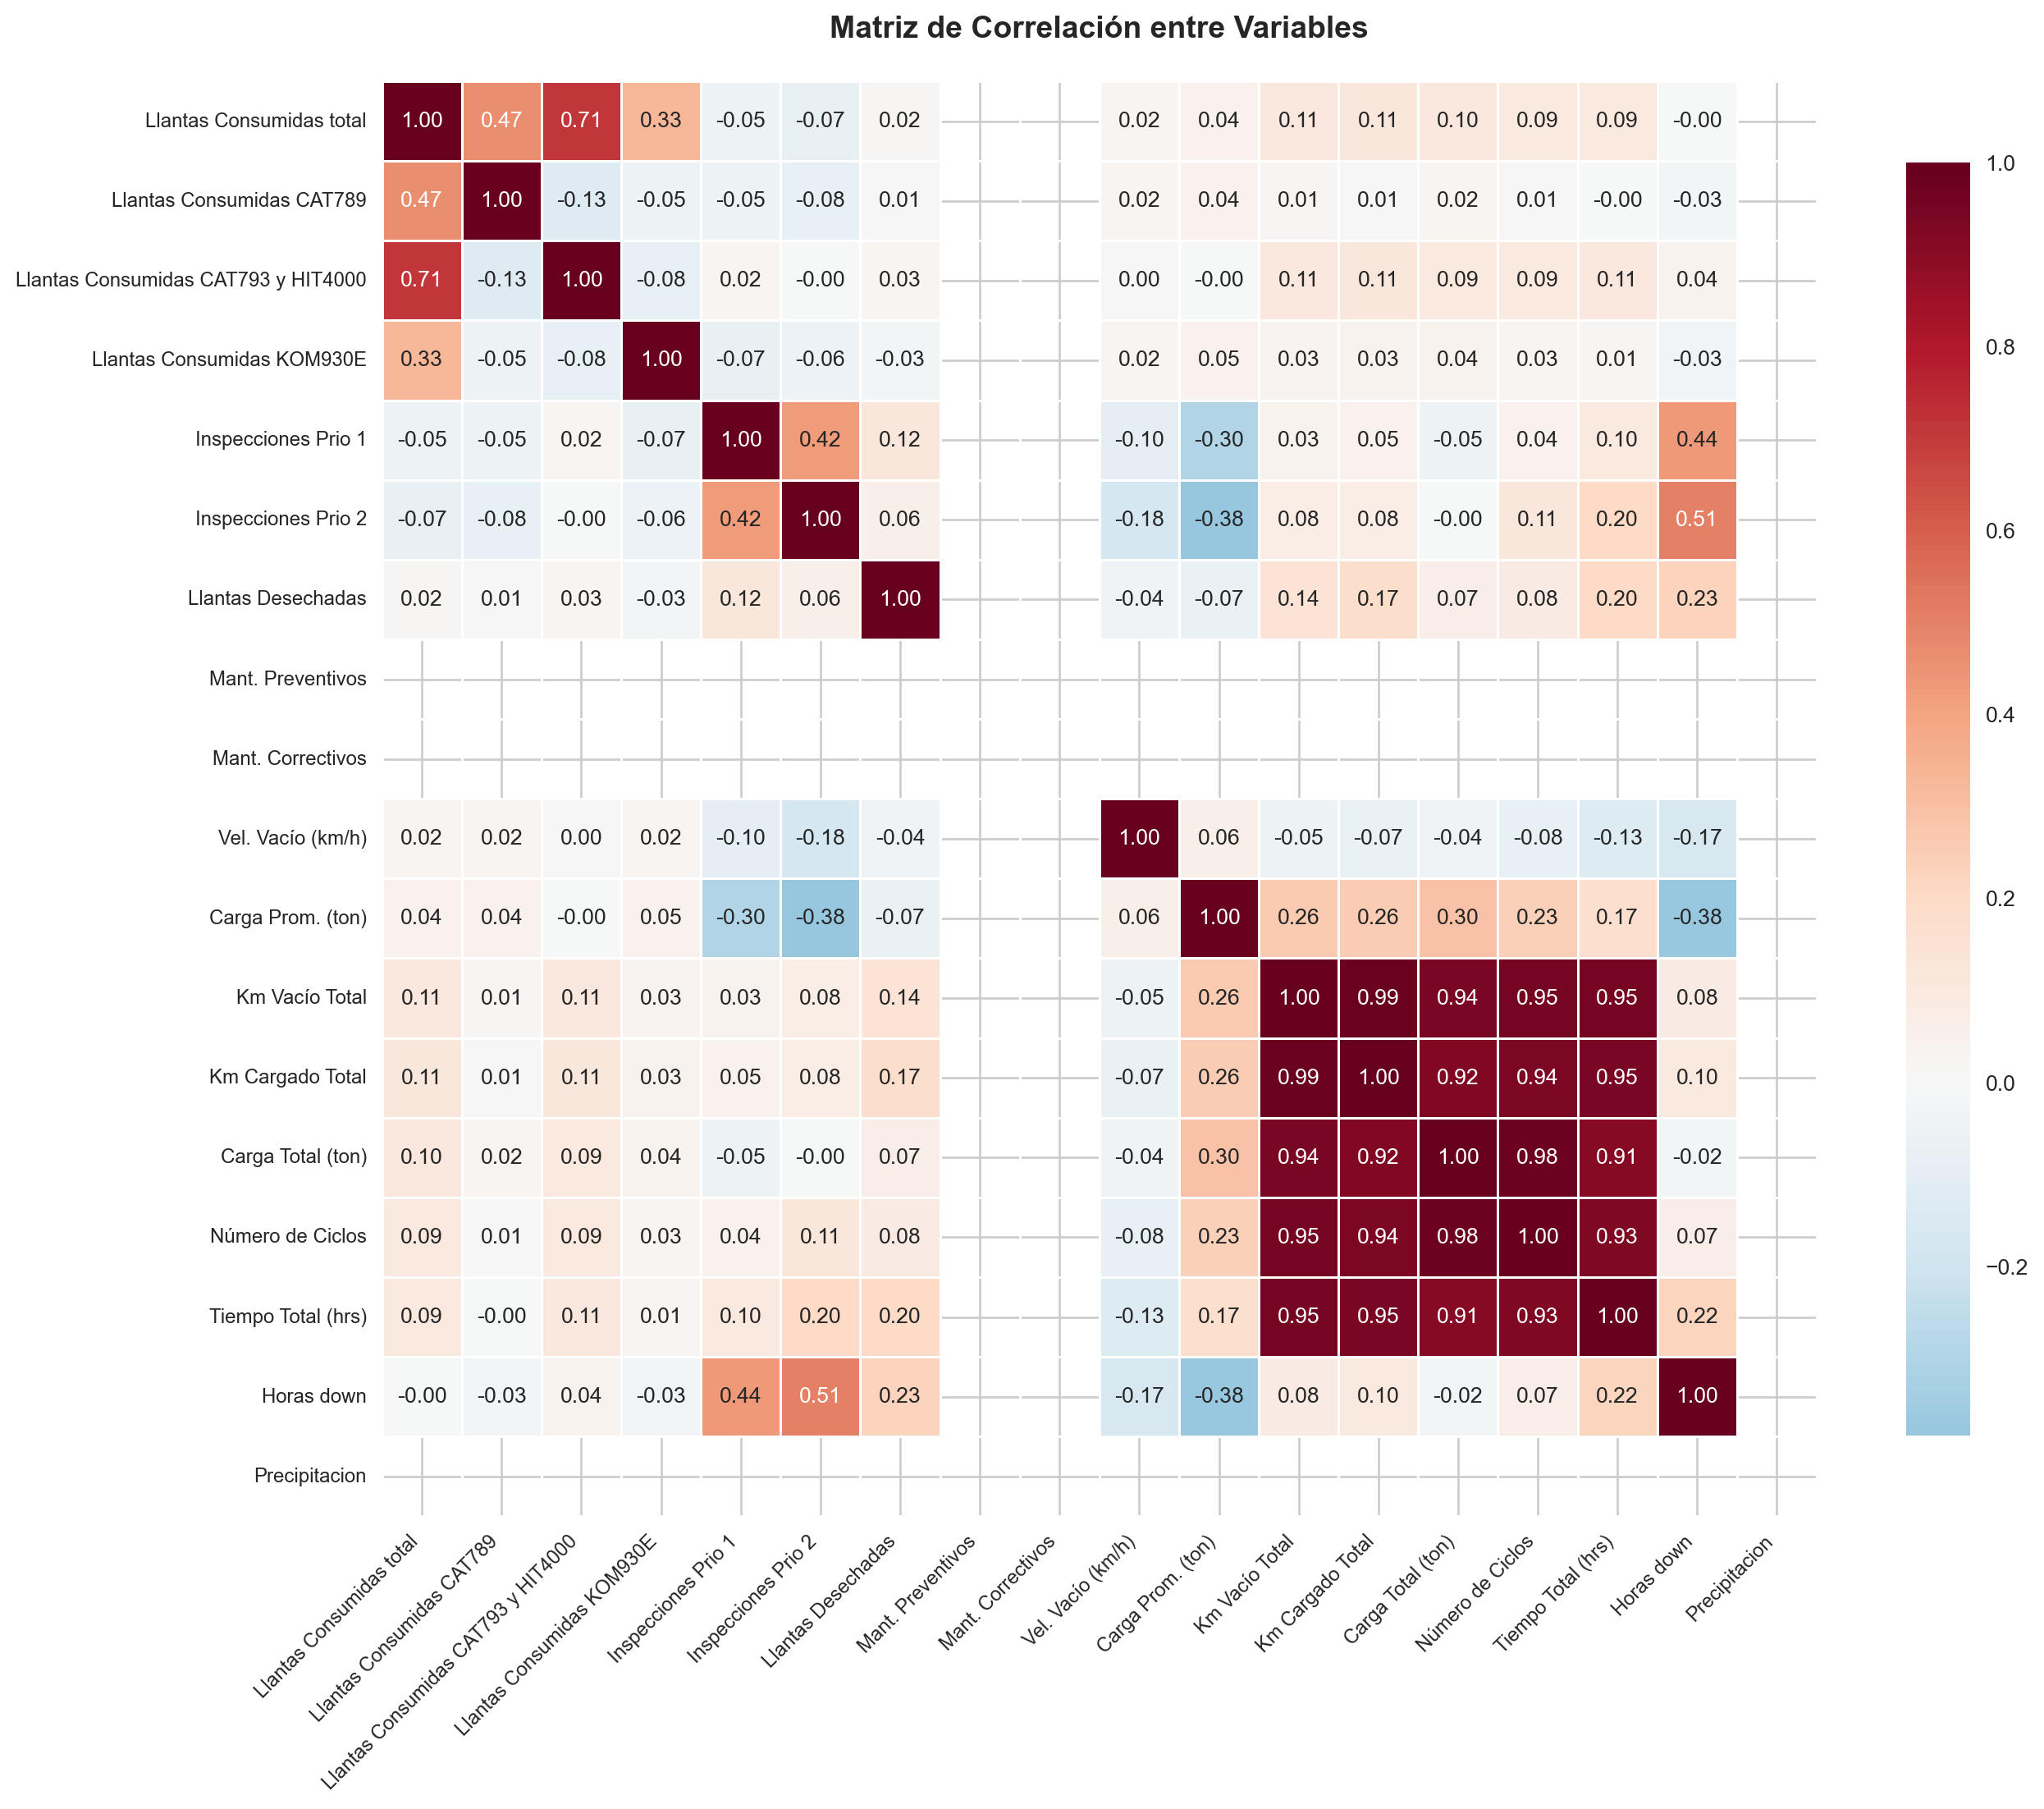 Matriz de Correlación entre Variables
Llantas Consumidas total 1.00 0.47 0.71 0.33 -0.05 -0.07 0.02 0.02 0.04 0.11 0.11 0.10 0.09 0.09 -0.00
Llantas Consumidas CAT789 0.47 1.00 -0.13 -0.05 -0.05 -0.08 0.01 0.02 0.04 0.01 0.01 0.02 0.01 -0.00 -0.03
Llantas Consumidas CAT793 y HIT4000 0.71 -0.13 1.00 -0.08 0.02 -0.00 0.03 0.00 -0.00 0.11 0.11 0.09 0.09 0.11 0.04
Llantas Consumidas KOM930E 0.33 -0.05 -0.08 1.00 -0.07 -0.06 -0.03 0.02 0.05 0.03 0.03 0.04 0.03 0.01 -0.03
Inspecciones Prio 1 -0.05 -0.05 0.02 -0.07 1.00 0.42 0.12 -0.10 -0.30 0.03 0.05 -0.05 0.04 0.10 0.44
Inspecciones Prio 2 -0.07 -0.08 -0.00 -0.06 0.42 1.00 0.06 -0.18 -0.38 0.08 0.08 -0.00 0.11 0.20 0.51
Llantas Desechadas 0.02 0.01 0.03 -0.03 0.12 0.06 1.00 -0.04 -0.07 0.14 0.17 0.07 0.08 0.20 0.23
Mant. Preventivos
Mant. Correctivos
Vel. Vacío (km/h) 0.02 0.02 0.00 0.02 -0.10 -0.18 -0.04 1.00 0.06 -0.05 -0.07 -0.04 -0.08 -0.13 -0.17
Carga Prom. (ton) 0.04 0.04 -0.00 0.05 -0.30 -0.38 -0.07 0.06 1.00 0.26 0.26 0.30 0.23 0.17 -0.38
Km Vacío Total 0.11 0.01 0.11 0.03 0.03 0.08 0.14 -0.05 0.26 1.00 0.99 0.94 0.95 0.95 0.08
Km Cargado Total 0.11 0.01 0.11 0.03 0.05 0.08 0.17 -0.07 0.26 0.99 1.00 0.92 0.94 0.95 0.10
Carga Total (ton) 0.10 0.02 0.09 0.04 -0.05 -0.00 0.07 -0.04 0.30 0.94 0.92 1.00 0.98 0.91 -0.02
Número de Ciclos 0.09 0.01 0.09 0.03 0.04 0.11 0.08 -0.08 0.23 0.95 0.94 0.98 1.00 0.93 0.07
Tiempo Total (hrs) 0.09 -0.00 0.11 0.01 0.10 0.20 0.20 -0.13 0.17 0.95 0.95 0.91 0.93 1.00 0.22
Horas down -0.00 -0.03 0.04 -0.03 0.44 0.51 0.23 -0.17 -0.38 0.08 0.10 -0.02 0.07 0.22 1.00
Precipitacion
Llantas Consumidas total
Llantas Consumidas CAT789
Llantas Consumidas CAT793 y HIT4000
Llantas Consumidas KOM930E
Inspecciones Prio 1
Inspecciones Prio 2
Llantas Desechadas
Mant. Preventivos
Mant. Correctivos
Vel. Vacío (km/h)
Carga Prom. (ton)
Km Vacío Total
Km Cargado Total
Carga Total (ton)
Número de Ciclos
Tiempo Total (hrs)
Horas down
Precipitacion
1.0
0.8
0.6
0.4
0.2
0.0
−0.2